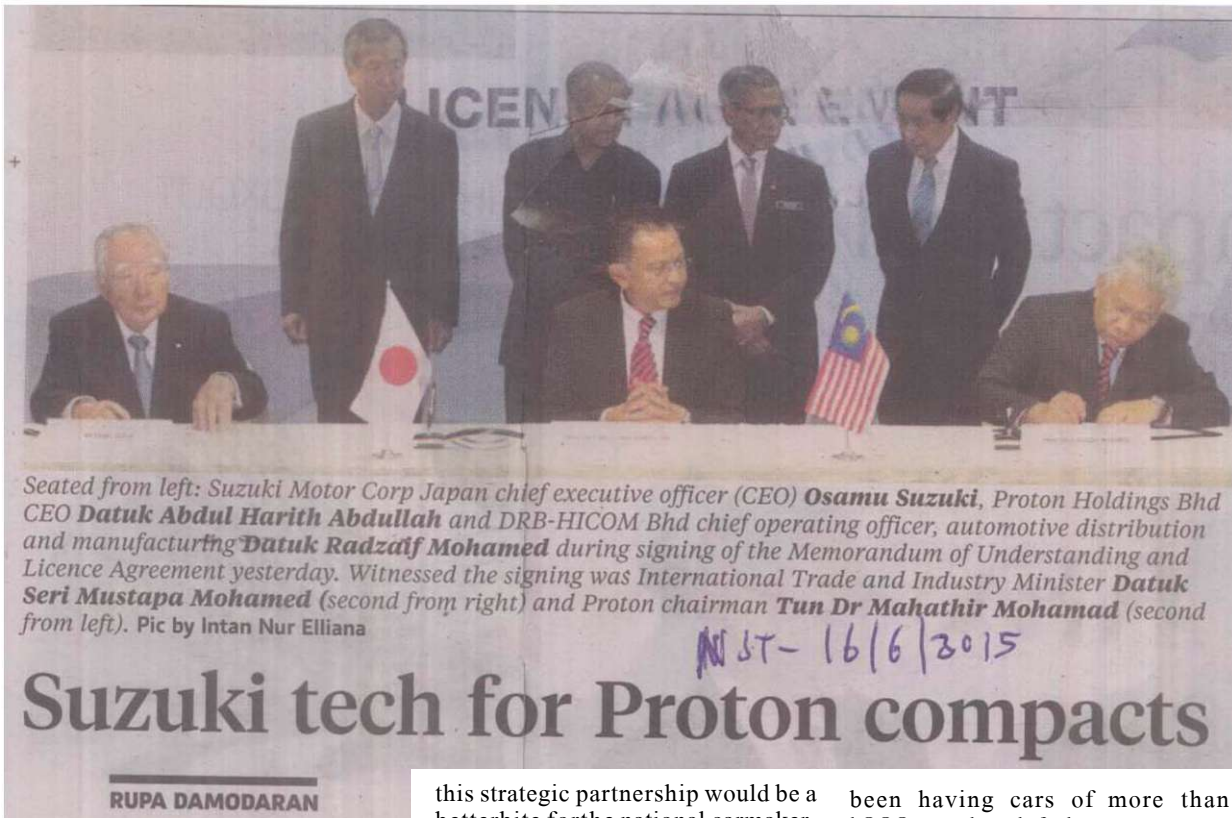 LICEN
Seated from left: Suzuki Motor Corp Japan chief executive officer (CEO) Osamu Suzuki, Proton Holdings Bhd
CEO Datuk Abdul Harith Abdullah and DRB-HICOM Bhd chief operating officer, automotive distribution
and manufacturing Datuk Radzaif Mohamed during signing of the Memorandum of Understanding and
Licence Agreement yesterday. Witnessed the signing was International Trade and Industry Minister Datuk
Seri Mustapa Mohamed (second from right) and Proton chairman Tun Dr Mahathir Mohamad (second
from left). Pic by Intan Nur Elliana
NST- 16/6/2015
Suzuki tech for Proton compacts
RUPA DAMODARAN
this strategic partnership would be a
been having cars of more than